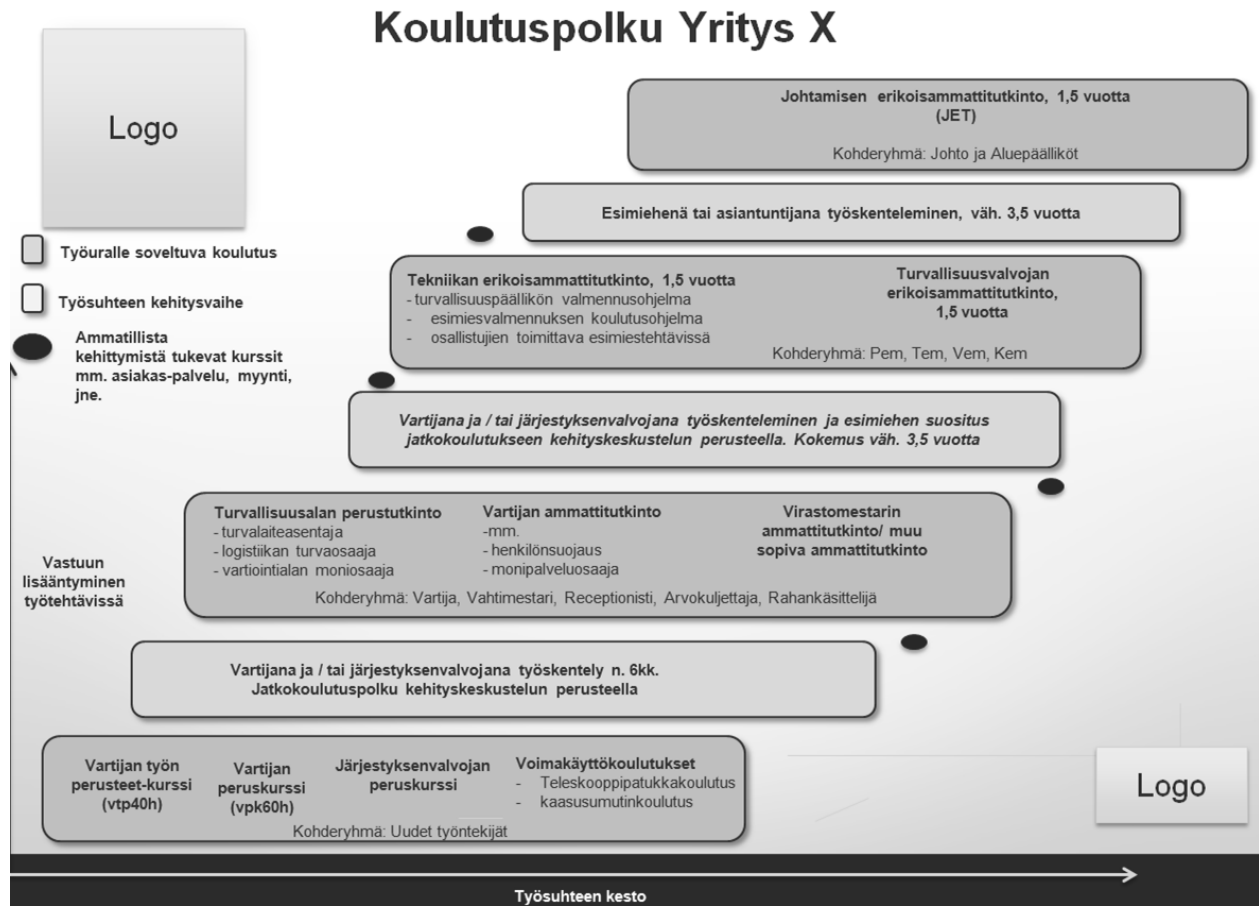 Koulutuspolku Yritys X
Logo
Johtamisen erikoisammattitutkinto, 1,5 vuotta
(JET)
Kohderyhmä: Johto ja Aluepäälliköt
Esimiehenä tai asiantuntijana työskenteleminen, väh. 3,5 vuotta
Työuralle soveltuva koulutus
Työsuhteen kehitysvaihe
Ammatillista
kehittymistä tukevat kurssit
mm. asiakas-palvelu, myynti,
jne.
Tekniikan erikoisammattitutkinto, 1,5 vuotta
- turvallisuuspäällikön valmennusohjelma
- esimiesvalmennuksen koulutusohjelma
- osallistujien toimittava esimiestehtävissä
Turvallisuusvalvojan
erikoisammattitutkinto,
1,5 vuotta
Kohderyhmä: Pem, Tem, Vem, Kem
Vartijana ja / tai järjestyksenvalvojana työskenteleminen ja esimiehen suositus
jatkokoulutukseen kehityskeskustelun perusteella. Kokemus väh. 3,5 vuotta
Turvallisuusalan perustutkinto
- turvalaiteasentaja
- logistiikan turvaosaaja
- vartiointialan moniosaaja
Vartijan ammattitutkinto
-mm.
- henkilönsuojaus
- monipalveluosaaja
Virastomestarin
ammattitutkinto/ muu
sopiva ammattitutkinto
Kohderyhmä: Vartija, Vahtimestari, Receptionisti, Arvokuljettaja, Rahankäsittelijä
Vastuun
lisääntyminen
työtehtävissä
Vartijana ja / tai järjestyksenvalvojana työskentely n. 6kk.
Jatkokoulutuspolku kehityskeskustelun perusteella
Vartijan työn
perusteet-kurssi
(vtp40h)
Vartijan
peruskurssi
(vpk60h)
Järjestyksenvalvojan
peruskurssi
Voimakäyttökoulutukset
- Teleskooppipatukkakoulutus
- kaasusumutinkoulutus
Kohderyhmä: Uudet työntekijät
Logo
Työsuhteen kesto